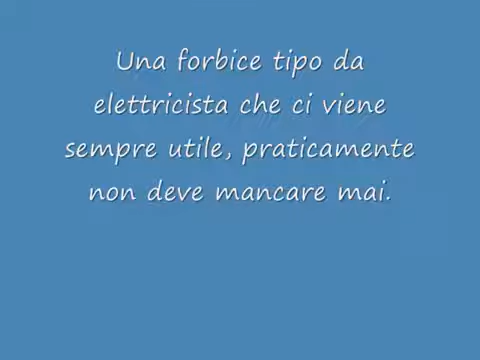 Una forbice tipo da
elettricista che ci viene
sempre utile, praticamente
non deve mancare mai.